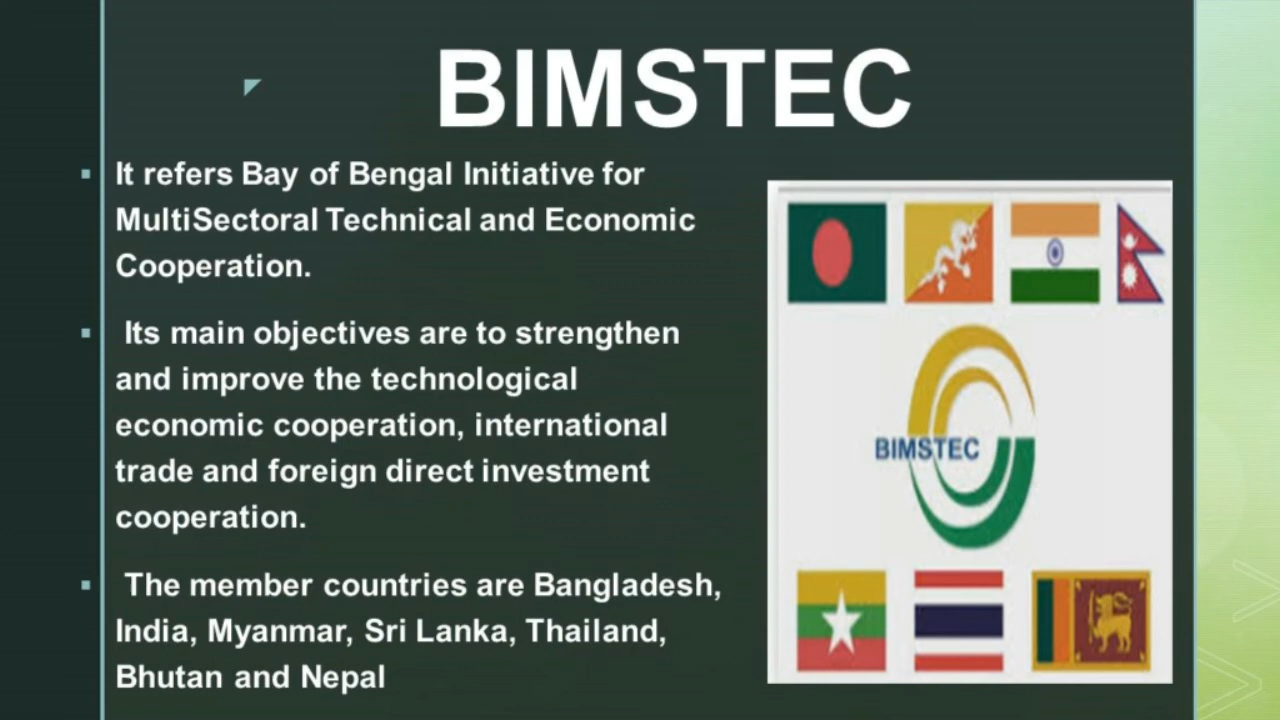 BIMSTEC
It refers Bay of Bengal Initiative for
MultiSectoral Technical and Economic
Cooperation.
Its main objectives are to strengthen
and improve the technological
economic cooperation, international
trade and foreign direct investment
cooperation.
The member countries are Bangladesh,
India, Myanmar, Sri Lanka, Thailand,
Bhutan and Nepal
BIMSTEC